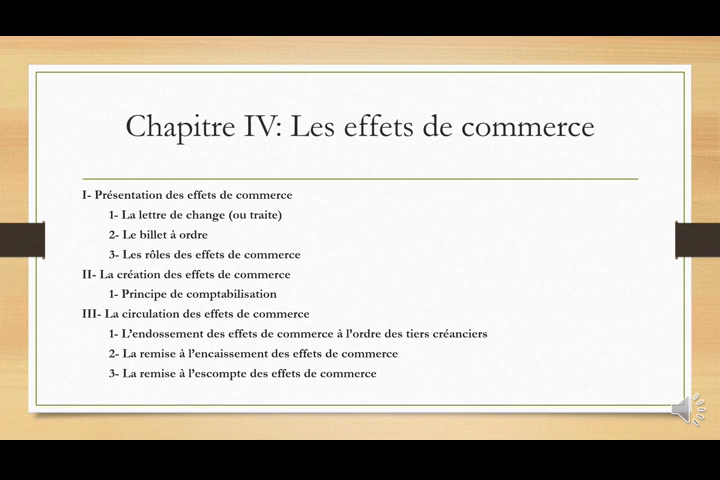 Chapitre IV: Les effets de commerce
I- Présentation des effets de commerce
1- La lettre de change (ou traite)
2- Le billet à ordre
3- Les rôles des effets de commerce
II- La création des effets de commerce
1- Principe de comptabilisation
III- La circulation des effets de commerce
1- L’endossement des effets de commerce à l’ordre des tiers créanciers
2- La remise à l’encaissement des effets de commerce
3- La remise à l’escompte des effets de commerce